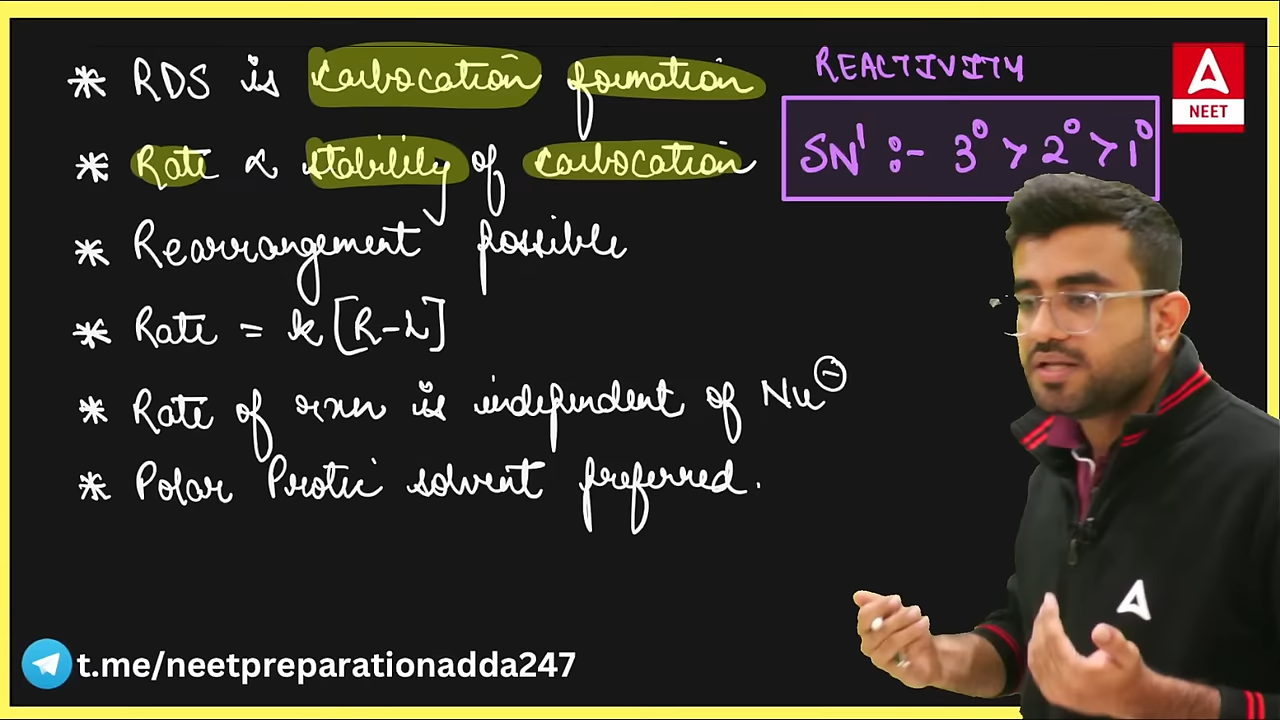 * RDS is carbocation formation
* Rate ∝ stability of carbocation
* Rearrangement possible
* Rate = k[R-L]
* Rate of rxn is independent of Nu⊖
* Polar Protic solvent preferred.
REACTIVITY
SN¹ :- 3° > 2° > 1°
NEET
t.me/neetpreparationadda247